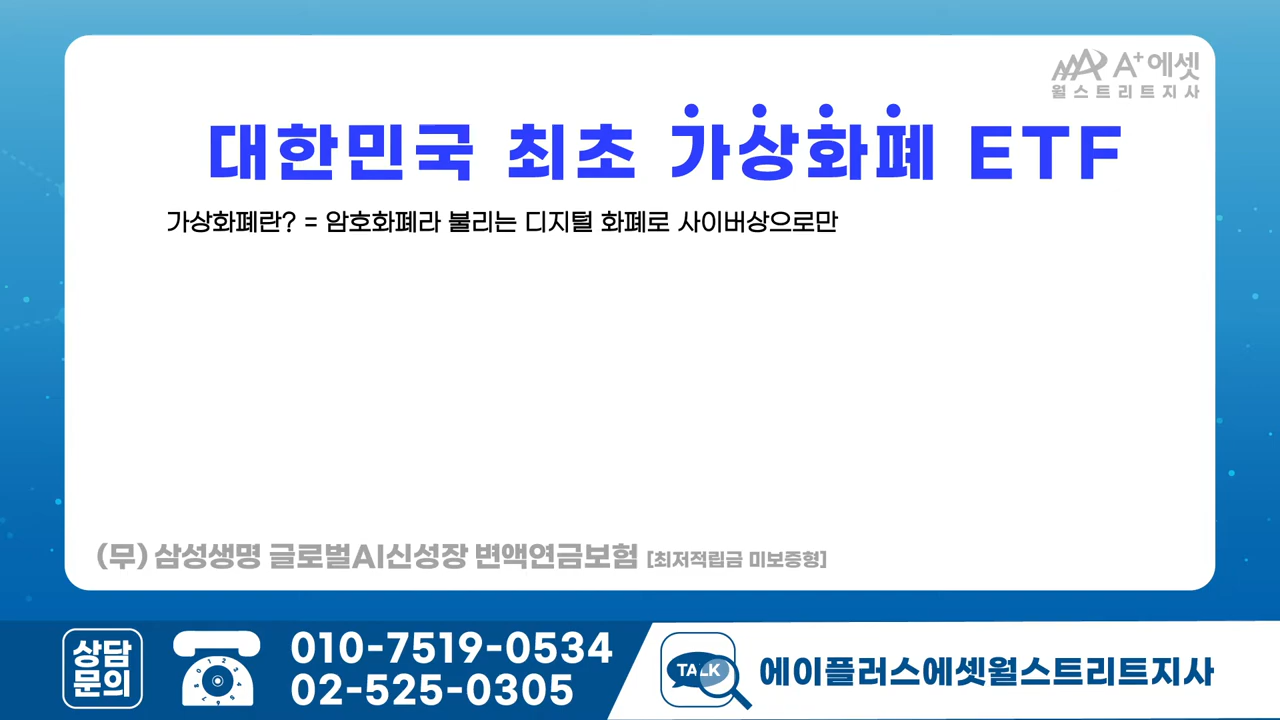 A+에셋
월스트리트지사
대한민국 최초 가상화폐 ETF
가상화폐란? = 암호화폐라 불리는 디지털 화폐로 사이버상으로만
(무) 삼성생명 글로벌AI신성장 변액연금보험 [최저적립금 미보증형]
상담
문의
010-7519-0534
02-525-0305
TALK
에이플러스에셋월스트리트지사